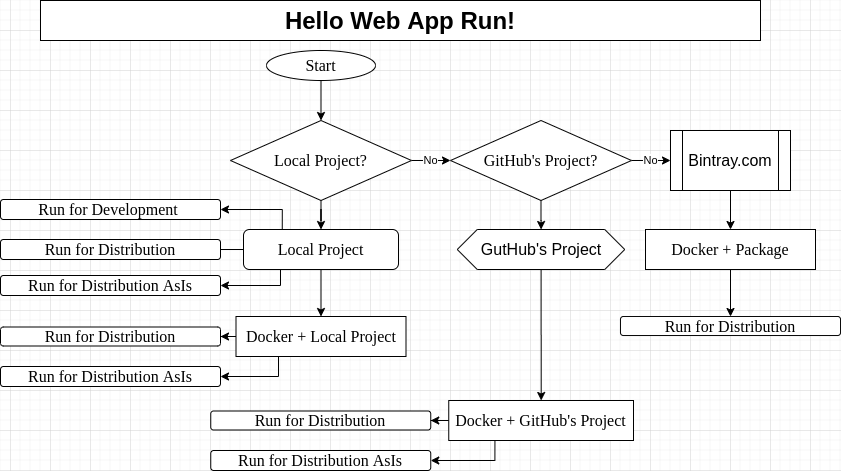 Hello Web App Run!
Start
Local Project?
No
GitHub's Project?
No
Bintray.com
Run for Development
Run for Distribution
Local Project
GutHub's Project
Docker + Package
Run for Distribution AsIs
Run for Distribution
Run for Distribution
Docker + Local Project
Run for Distribution AsIs
Run for Distribution
Docker + GitHub's Project
Run for Distribution AsIs